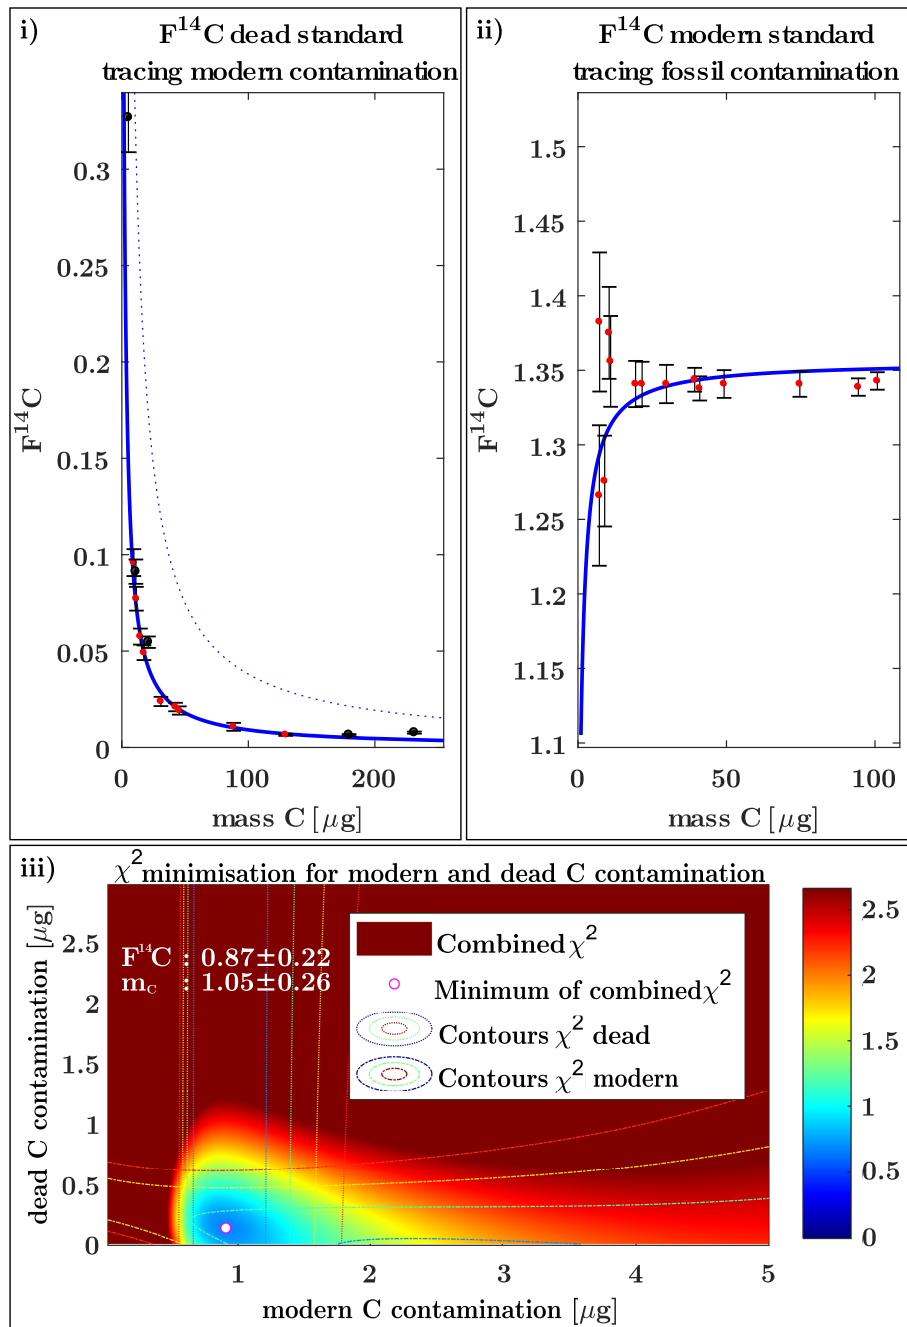 i)
F¹⁴C dead standard
tracing modern contamination
0.3
0.25
0.2
0.15
0.1
0.05
0
F¹⁴C
0 100 200
mass C [μg]
ii)
F¹⁴C modern standard
tracing fossil contamination
1.5
1.45
1.4
1.35
1.3
1.25
1.2
1.15
1.1
F¹⁴C
0 50 100
mass C [μg]
iii)
χ² minimisation for modern and dead C contamination
2.5
2
1.5
1
0.5
0
dead C contamination [μg]
F¹⁴C : 0.87±0.22
m_C : 1.05±0.26
Combined χ²
Minimum of combined χ²
Contours χ² dead
Contours χ² modern
1 2 3 4 5
modern C contamination [μg]
2.5
2
1.5
1
0.5
0